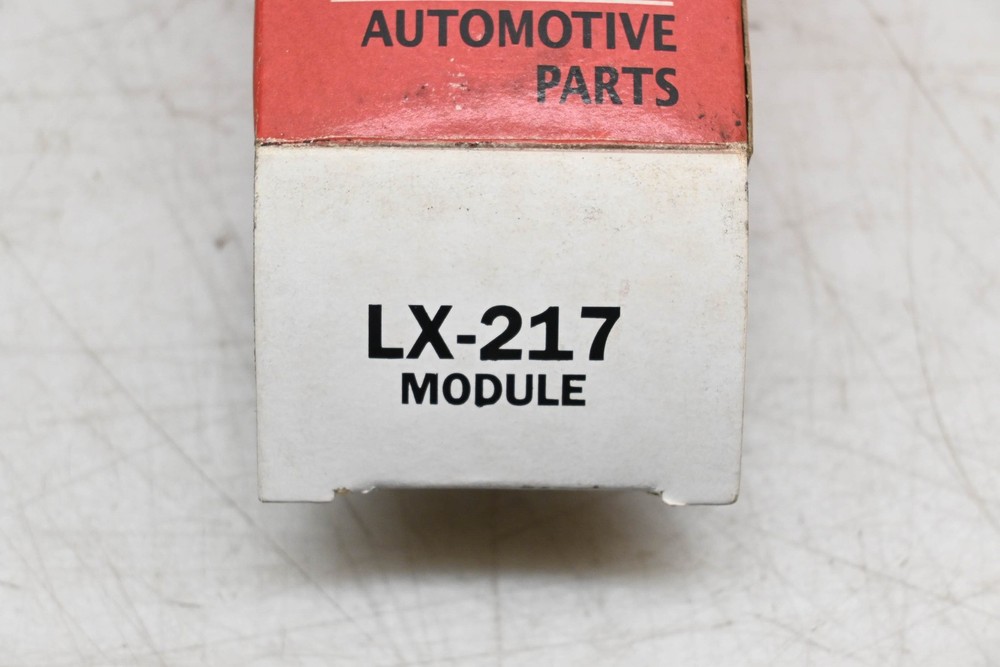 AUTOMOTIVE
PARTS
LX-217
MODULE